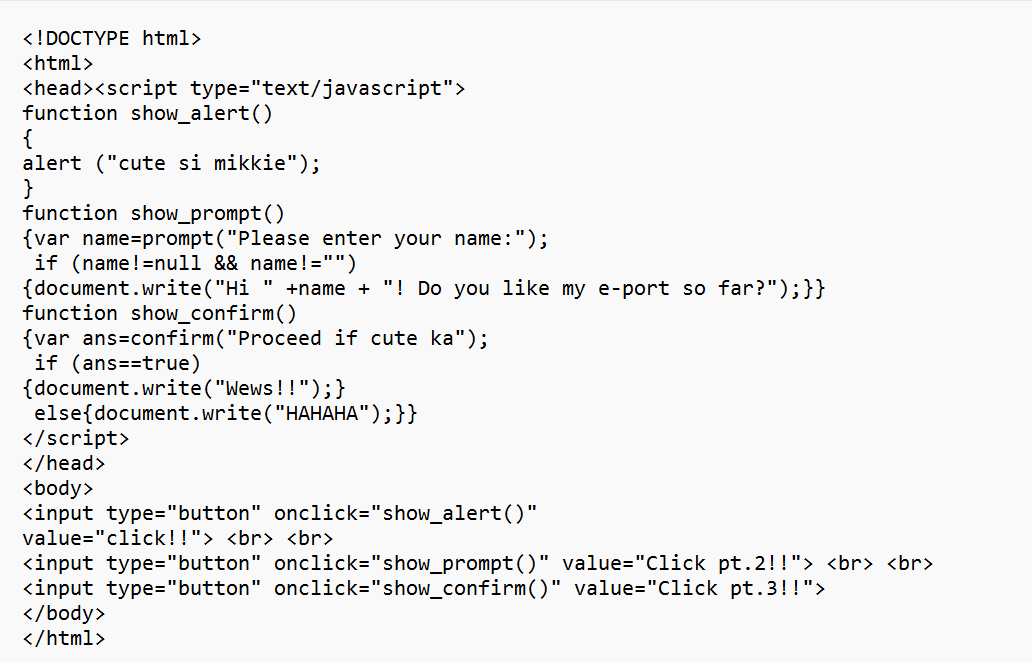 <!DOCTYPE html>
<html>
<head><script type="text/javascript">
function show_alert()
{
alert ("cute si mikkie");
}
function show_prompt()
{var name=prompt("Please enter your name:");
 if (name!=null && name!="")
{document.write("Hi " +name + "! Do you like my e-port so far?");}}
function show_confirm()
{var ans=confirm("Proceed if cute ka");
 if (ans==true)
{document.write("Wews!!");}
 else{document.write("HAHAHA");}}
</script>
</head>
<body>
<input type="button" onclick="show_alert()"
value="click!!"> <br> <br>
<input type="button" onclick="show_prompt()" value="Click pt.2!!"> <br> <br>
<input type="button" onclick="show_confirm()" value="Click pt.3!!">
</body>
</html>